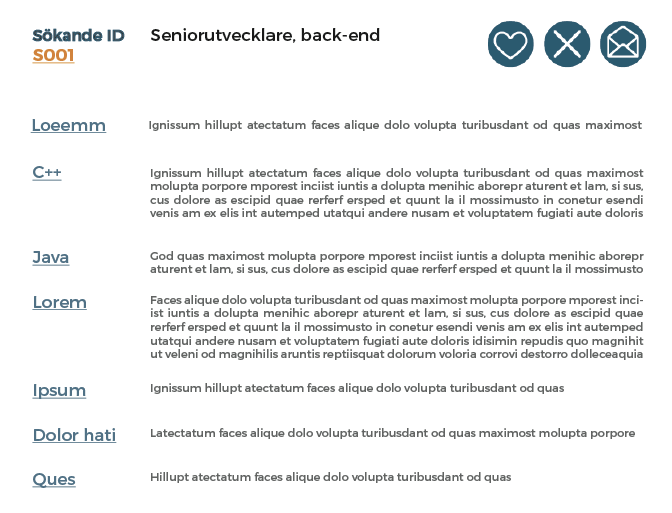 Sökande ID
S001
Seniorutvecklare, back-end
Loeemm
Ignissum hillupt atectatum faces alique dolo volupta turibusdant od quas maximost
C++
Ignissum hillupt atectatum faces alique dolo volupta turibusdant od quas maximost
molupta porpore mporest inciist iuntis a dolupta menihic aborepr aturent et lam, si sus,
cus dolore as escipid quae rerferf ersped et quunt la il mossimusto in conetur esendi
venis am ex elis int autemped utatqui andere nusam et voluptatem fugiati aute doloris
Java
God quas maximost molupta porpore mporest inciist iuntis a dolupta menihic aborepr
aturent et lam, si sus, cus dolore as escipid quae rerferf ersped et quunt la il mossimusto
Lorem
Faces alique dolo volupta turibusdant od quas maximost molupta porpore mporest inci-
ist iuntis a dolupta menihic aborepr aturent et lam, si sus, cus dolore as escipid quae
rerferf ersped et quunt la il mossimusto in conetur esendi venis am ex elis int autemped
utatqui andere nusam et voluptatem fugiati aute doloris idisimin repudis quo magnihit
ut veleni od magnihilis aruntis reptiisquat dolorum voloria corrovi destorro dolleceaquia
Ipsum
Ignissum hillupt atectatum faces alique dolo volupta turibusdant od quas
Dolor hati
Latectatum faces alique dolo volupta turibusdant od quas maximost molupta porpore
Ques
Hillupt atectatum faces alique dolo volupta turibusdant od quas